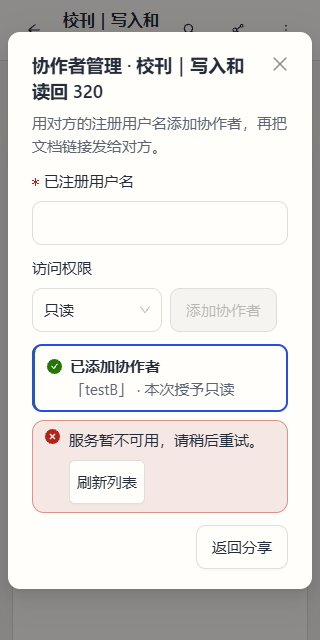 校刊｜写入和
协作者管理 · 校刊｜写入和
读回 320
用对方的注册用户名添加协作者，再把
文档链接发给对方。
* 已注册用户名
访问权限
只读
添加协作者
已添加协作者
「testB」 · 本次授予只读
服务暂不可用，请稍后重试。
刷新列表
返回分享